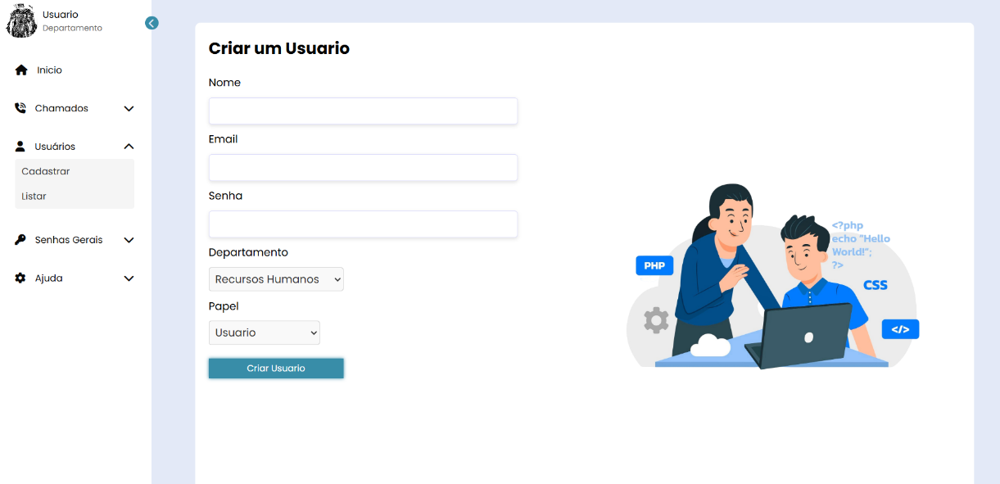 Usuario
Departamento
Inicio
Chamados
Usuários
Cadastrar
Listar
Senhas Gerais
Ajuda
Criar um Usuario
Nome
Email
Senha
Departamento
Recursos Humanos
Papel
Usuario
Criar Usuario
<?php
echo "Hello
World!";
?>
PHP
CSS
</>